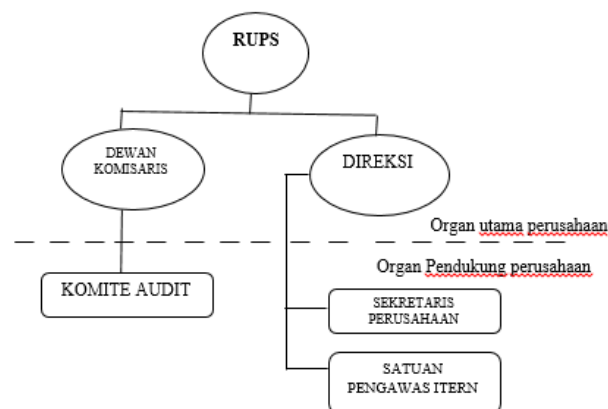 RUPS
DEWAN
KOMISARIS
DIREKSI
Organ utama perusahaan
Organ Pendukung perusahaan
KOMITE AUDIT
SEKRETARIS
PERUSAHAAN
SATUAN
PENGAWAS ITERN